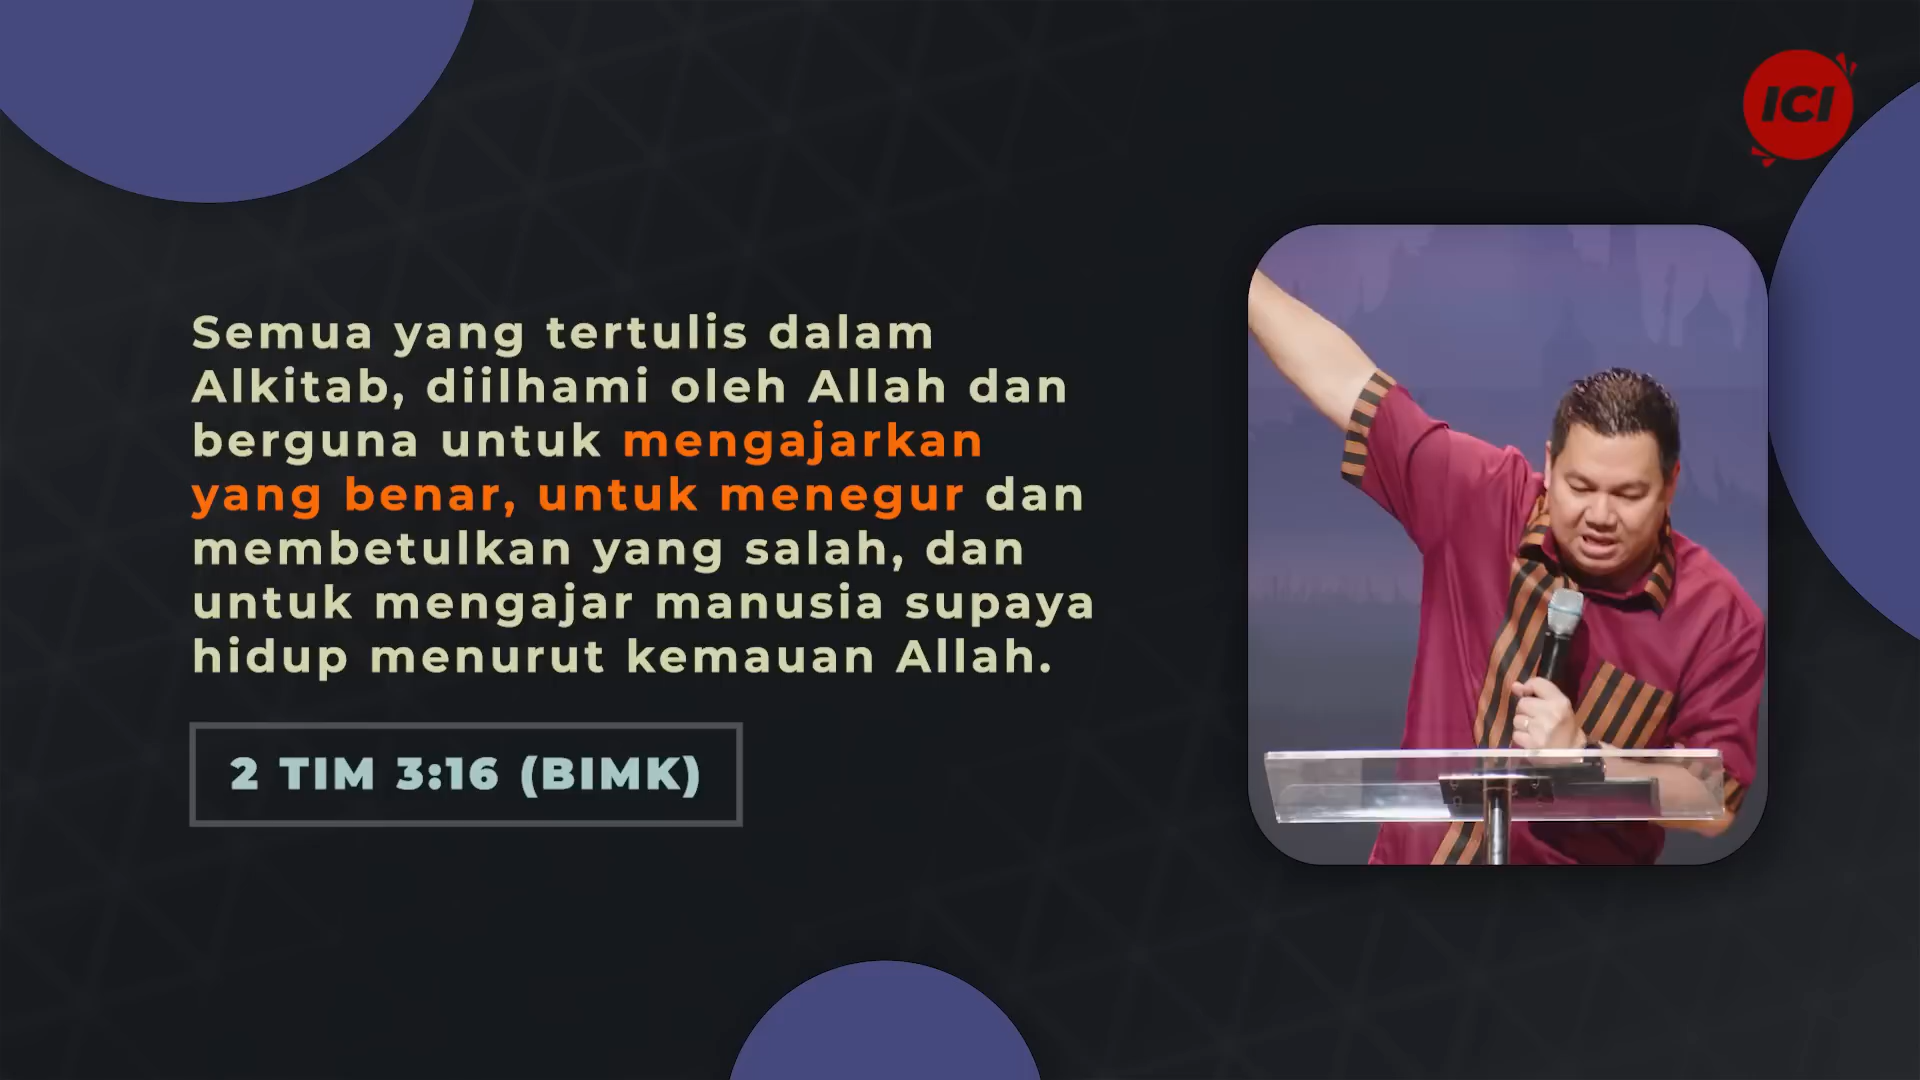 ICI
Semua yang tertulis dalam
Alkitab, diilhami oleh Allah dan
berguna untuk mengajarkan
yang benar, untuk menegur dan
membetulkan yang salah, dan
untuk mengajar manusia supaya
hidup menurut kemauan Allah.
2 TIM 3:16 (BIMK)